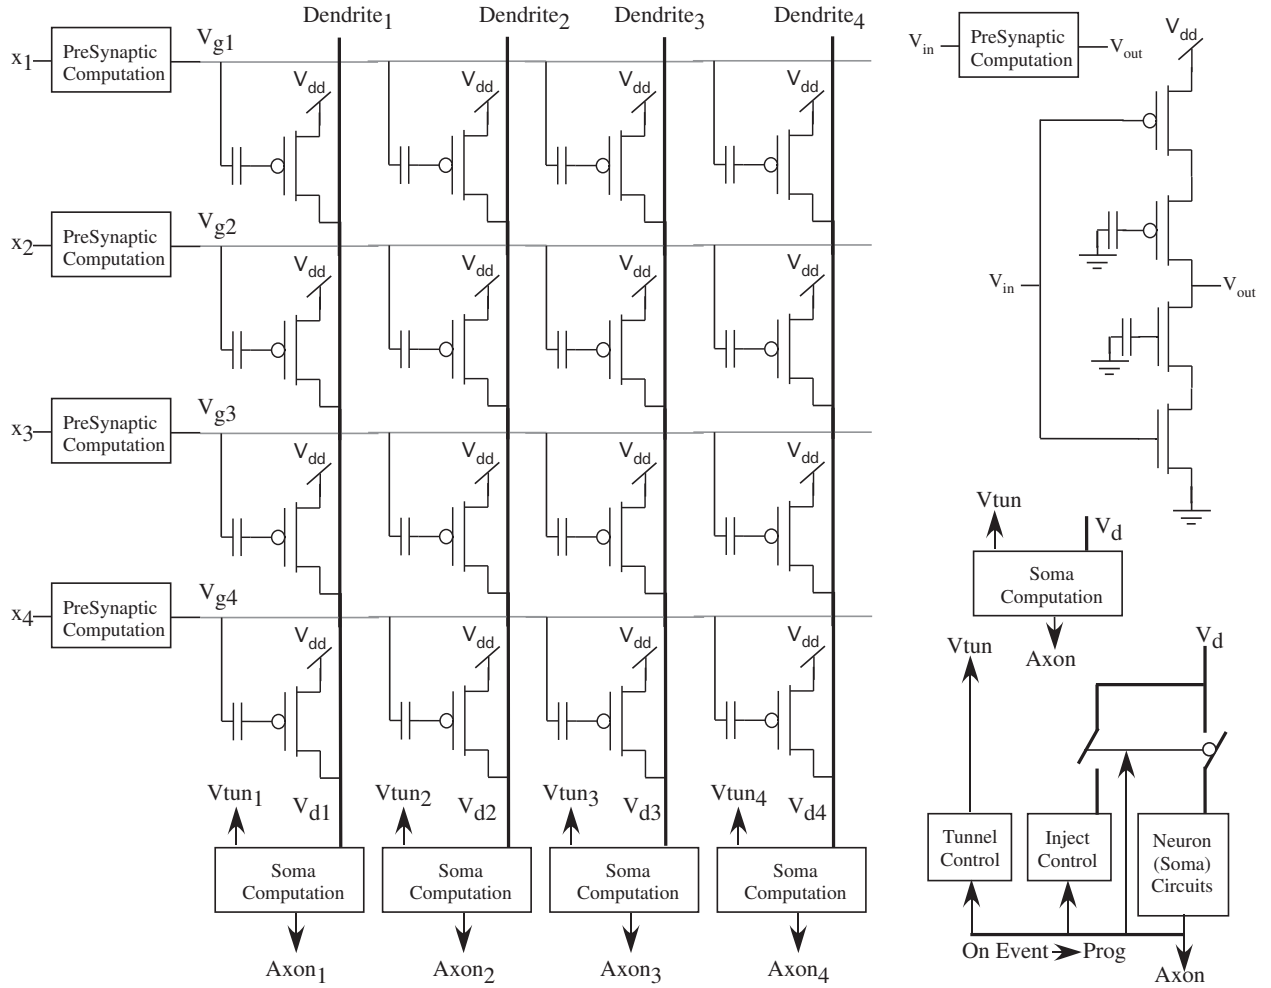 Dendrite1 Dendrite2 Dendrite3 Dendrite4
x1 PreSynaptic Computation Vg1
Vdd Vdd Vdd Vdd
x2 PreSynaptic Computation Vg2
Vdd Vdd Vdd Vdd
x3 PreSynaptic Computation Vg3
Vdd Vdd Vdd Vdd
x4 PreSynaptic Computation Vg4
Vdd Vdd Vdd Vdd
Vtun1 Vd1 Vtun2 Vd2 Vtun3 Vd3 Vtun4 Vd4
Soma Computation
Soma Computation
Soma Computation
Soma Computation
Axon1 Axon2 Axon3 Axon4
Vin PreSynaptic Computation Vout
Vdd
Vin Vout
Vtun Vd
Soma
Computation
Axon
Vtun Vd
Tunnel
Control
Inject
Control
Neuron
(Soma)
Circuits
On Event Prog
Axon